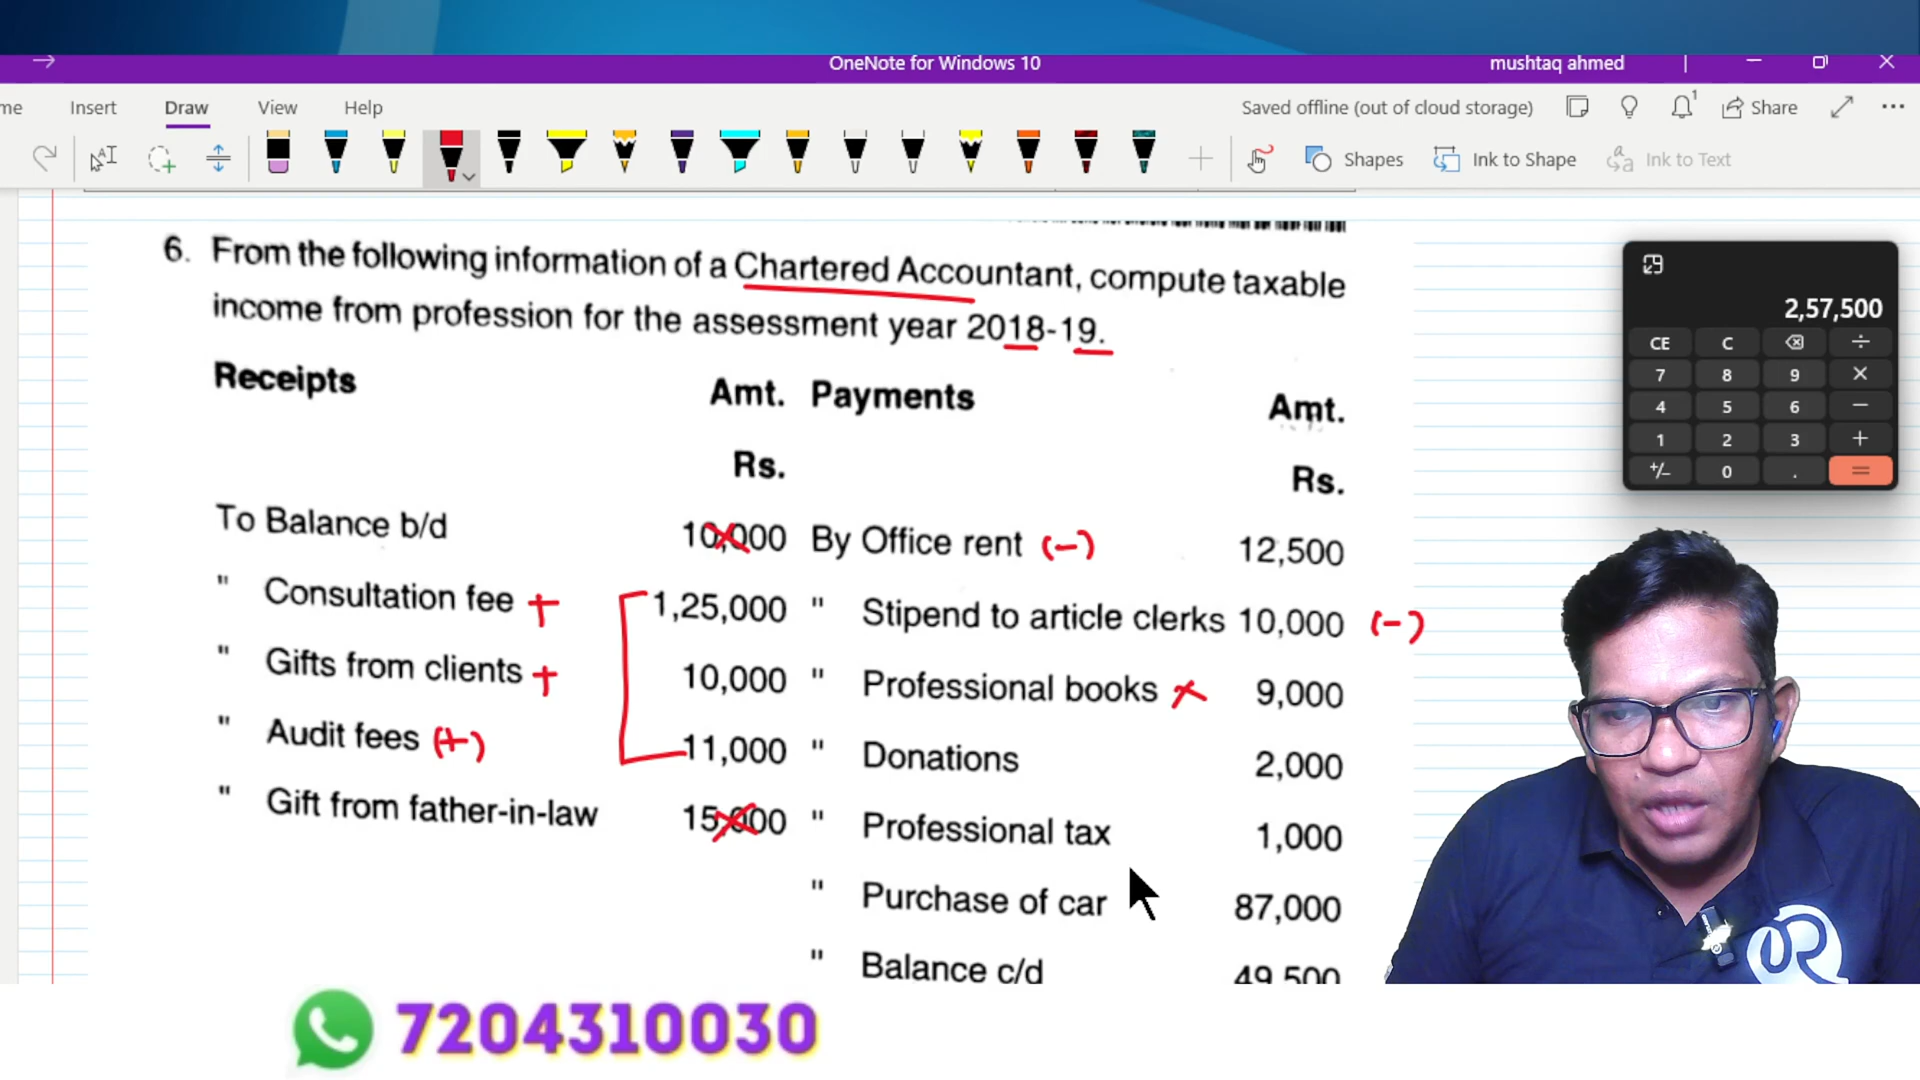 OneNote for Windows 10
mushtaq ahmed
me Insert Draw View Help
Saved offline (out of cloud storage)
1
Share
Shapes
Ink to Shape
Ink to Text
6. From the following information of a Chartered Accountant, compute taxable
income from profession for the assessment year 2018-19.
Receipts Amt. Payments Amt.
Rs. Rs.
To Balance b/d 10,000 By Office rent (-) 12,500
" Consultation fee + 1,25,000 " Stipend to article clerks 10,000 (-)
" Gifts from clients + 10,000 " Professional books × 9,000
" Audit fees (+) 11,000 " Donations 2,000
" Gift from father-in-law 15,000 " Professional tax 1,000
" Purchase of car 87,000
" Balance c/d 49,500
2,57,500
CE C ⌫ ÷
7 8 9 ×
4 5 6 −
1 2 3 +
+/− 0 . =
7204310030